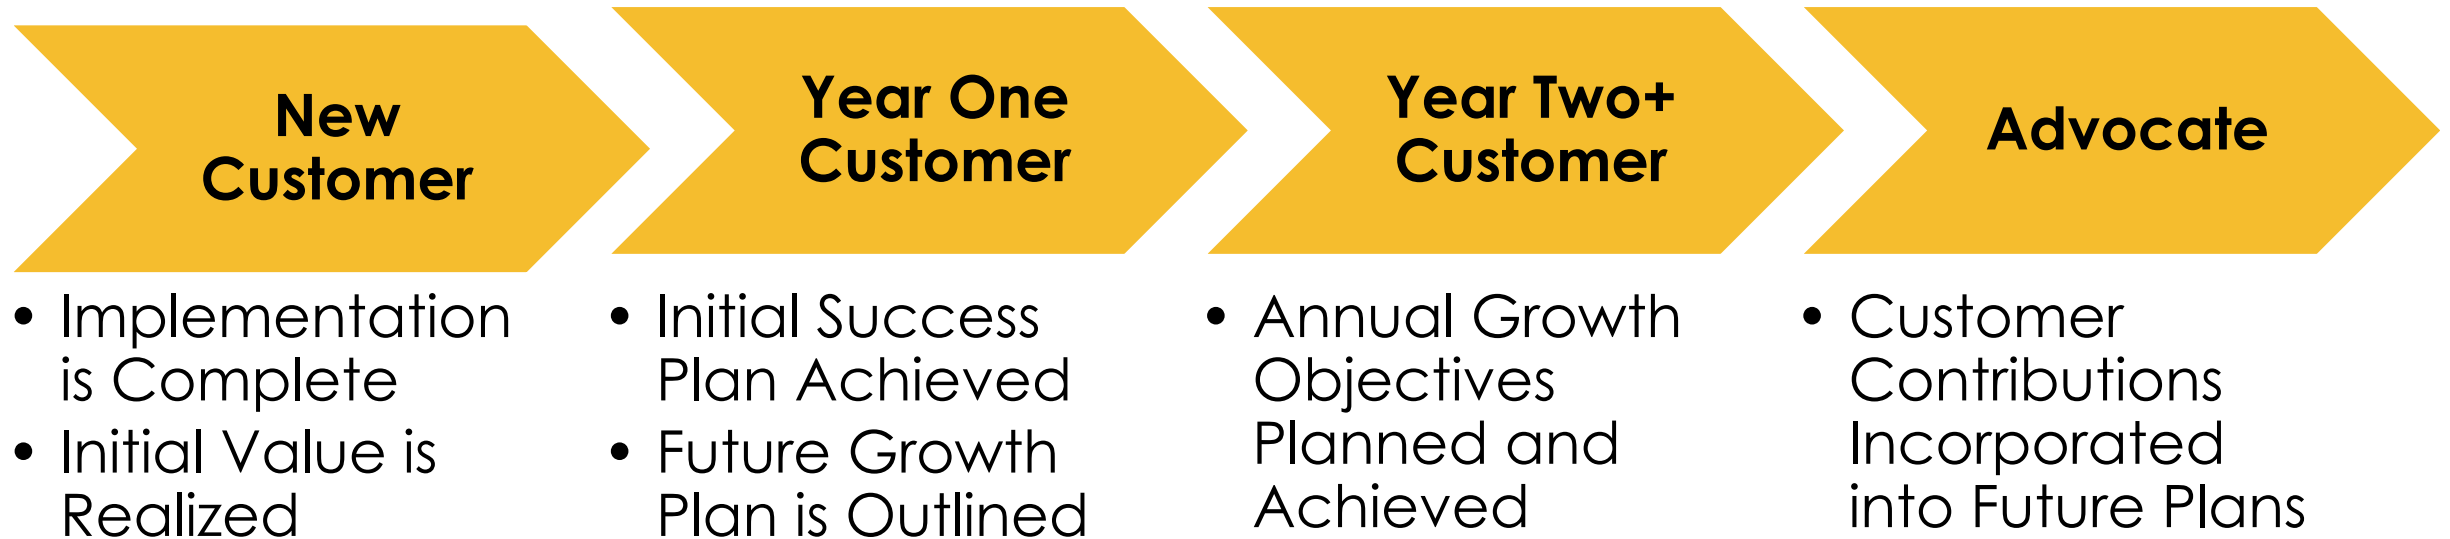 New
Customer
• Implementation
is Complete
• Initial Value is
Realized
Year One
Customer
• Initial Success
Plan Achieved
• Future Growth
Plan is Outlined
Year Two+
Customer
• Annual Growth
Objectives
Planned and
Achieved
Advocate
• Customer
Contributions
Incorporated
into Future Plans